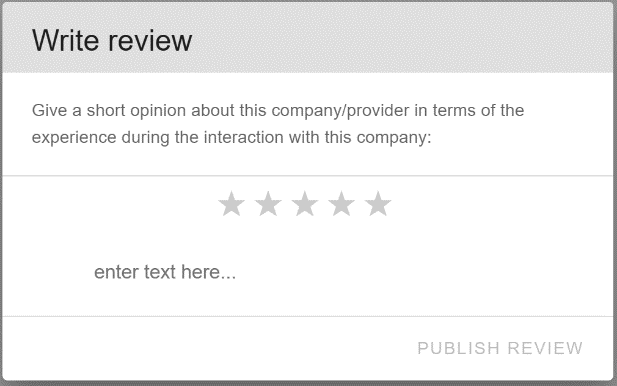 Write review
Give a short opinion about this company/provider in terms of the
experience during the interaction with this company:
enter text here...
PUBLISH REVIEW